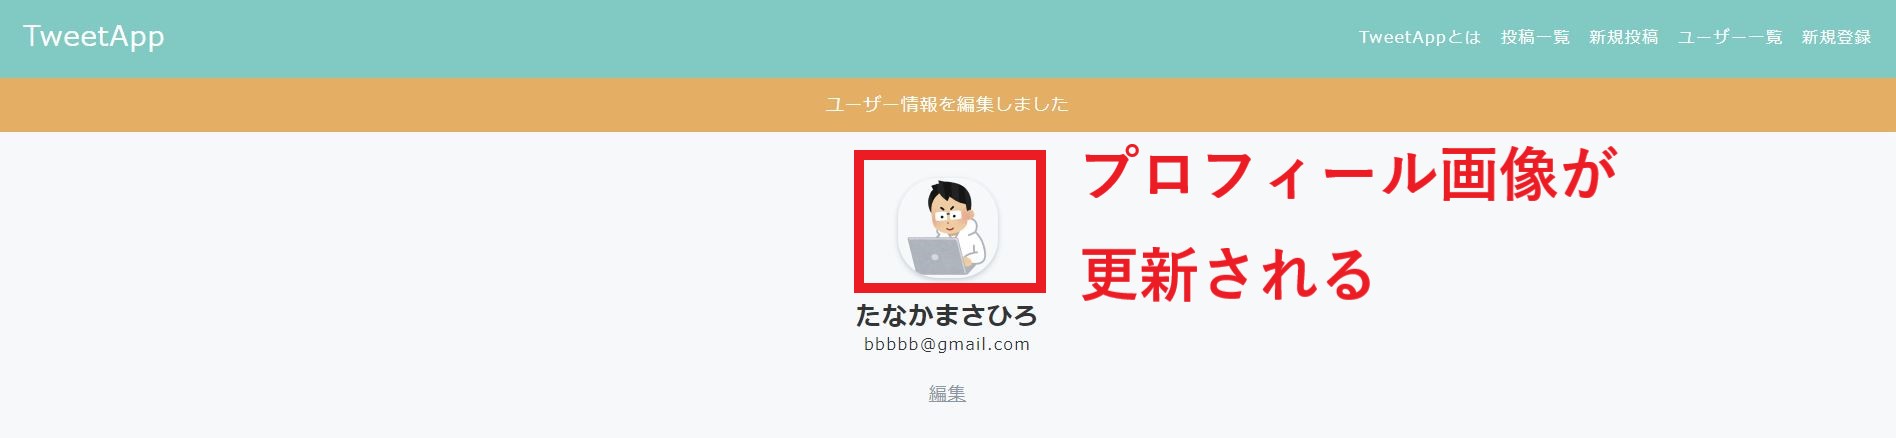 TweetApp
TweetAppとは 投稿一覧 新規投稿 ユーザー一覧 新規登録
ユーザー情報を編集しました
プロフィール画像が
更新される
たなかまさひろ
bbbbb@gmail.com
編集